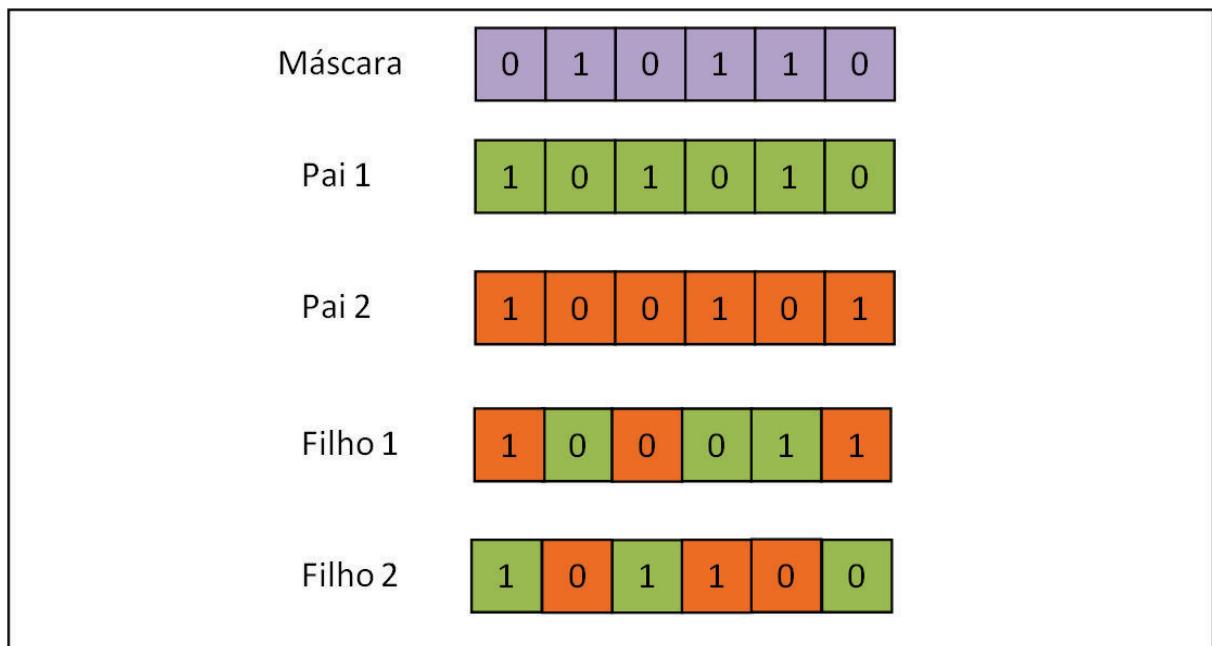 Máscara 0 1 0 1 1 0
Pai 1 1 0 1 0 1 0
Pai 2 1 0 0 1 0 1
Filho 1 1 0 0 0 1 1
Filho 2 1 0 1 1 0 0